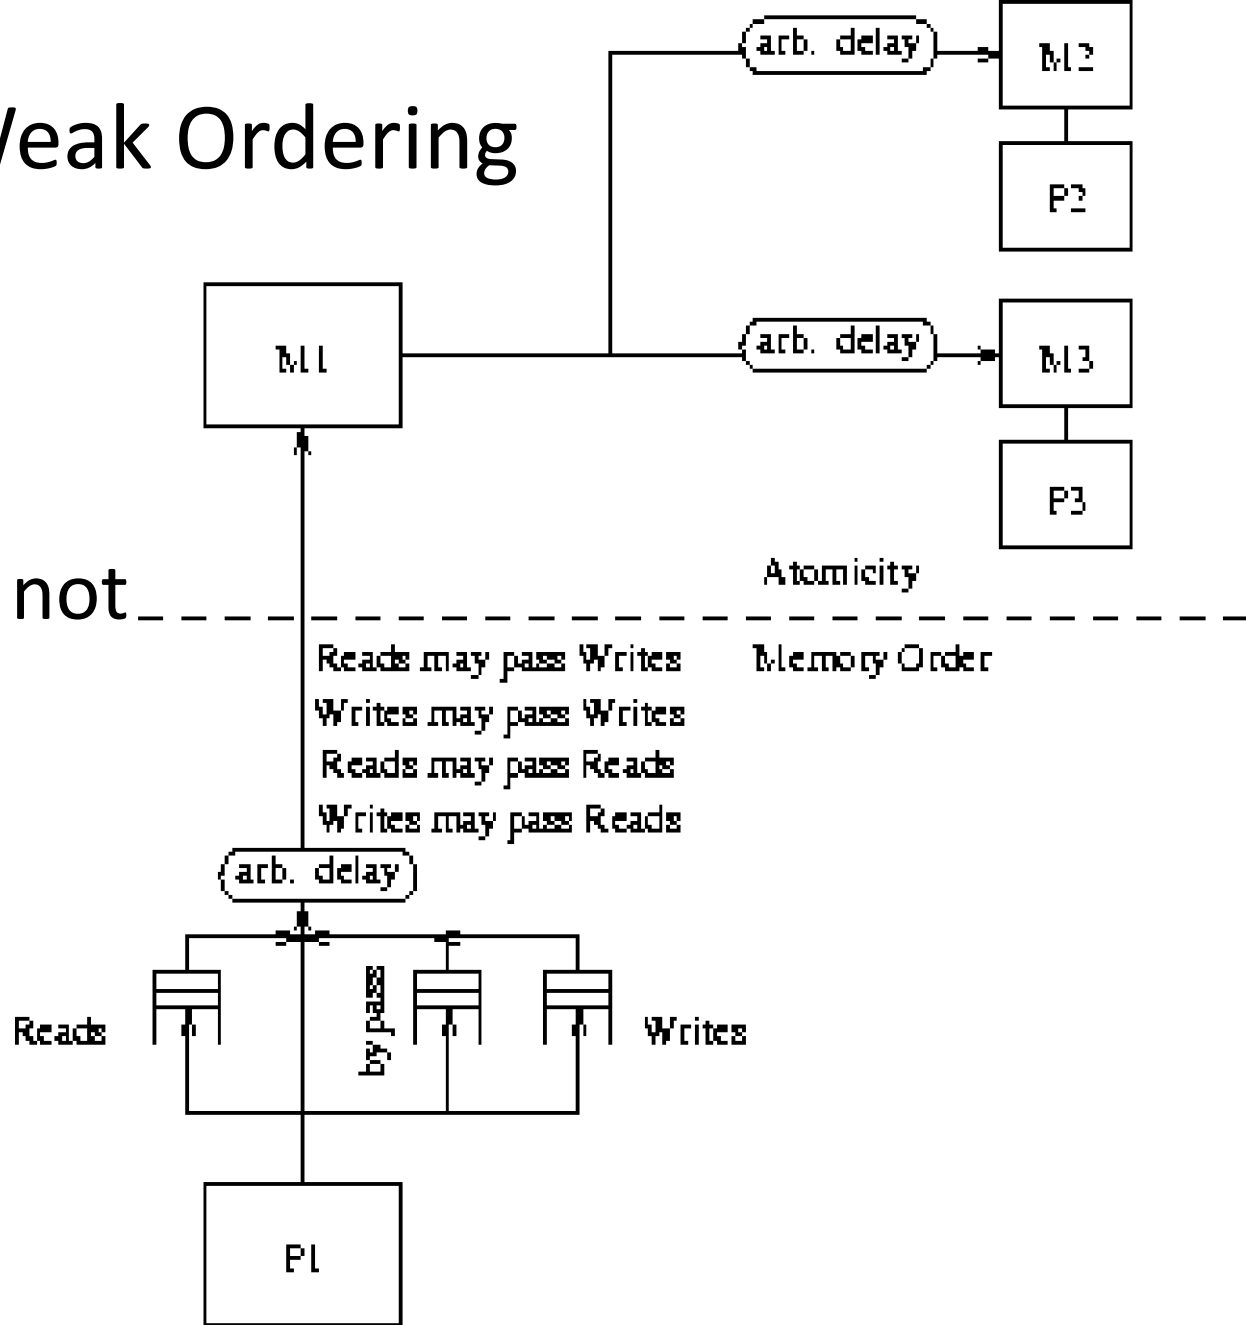 arb. delay
M2
Weak Ordering
P2
M1
arb. delay
M3
P3
Atomicity
not
Reads may pass Writes
Memory Order
Writes may pass Writes
Reads may pass Reads
Writes may pass Reads
arb. delay
Reads
by pass
Writes
P1